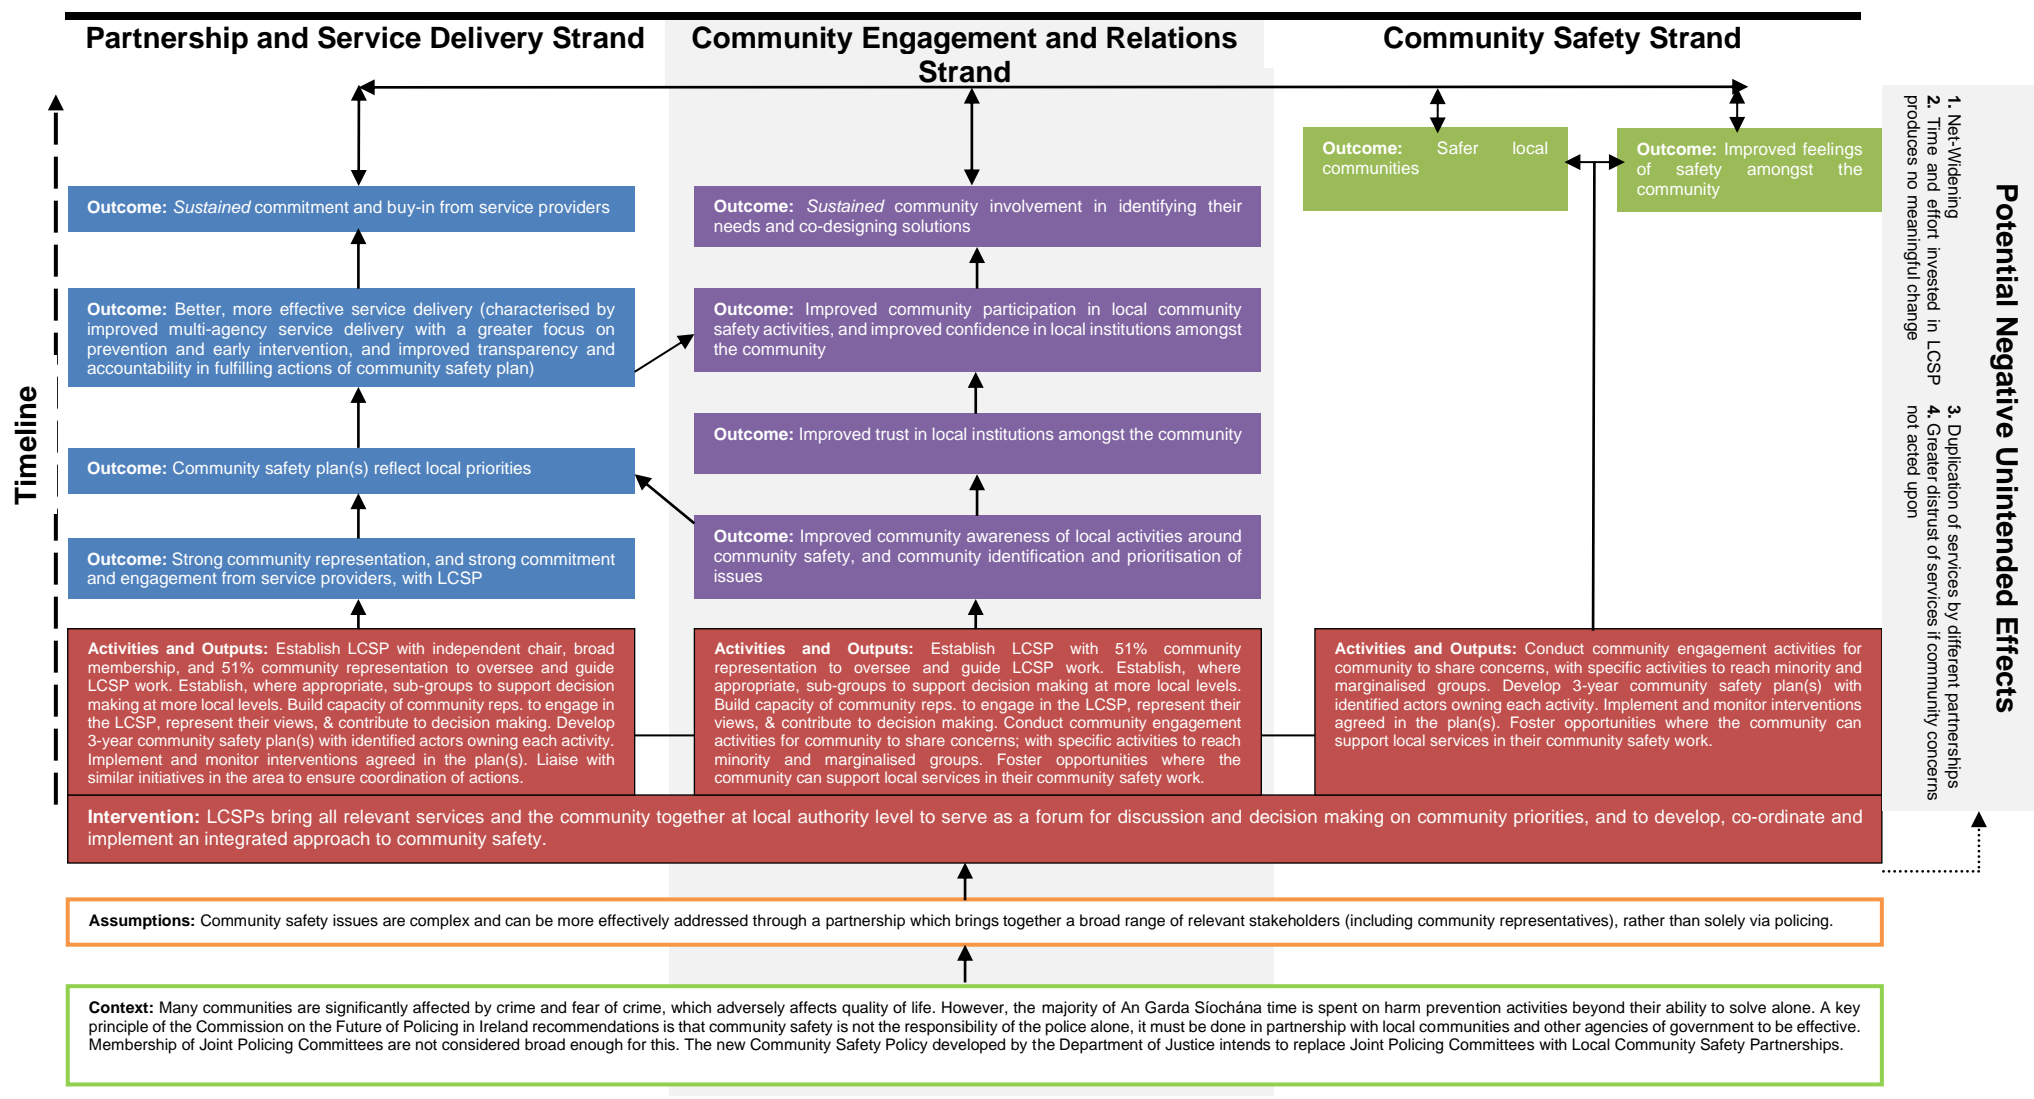 Partnership and Service Delivery Strand
Community Engagement and Relations
Strand
Community Safety Strand
Timeline
Outcome: Sustained commitment and buy-in from service providers
Outcome: Better, more effective service delivery (characterised by
improved multi-agency service delivery with a greater focus on
prevention and early intervention, and improved transparency and
accountability in fulfilling actions of community safety plan)
Outcome: Community safety plan(s) reflect local priorities
Outcome: Strong community representation, and strong commitment
and engagement from service providers, with LCSP
Activities and Outputs: Establish LCSP with independent chair, broad
membership, and 51% community representation to oversee and guide
LCSP work. Establish, where appropriate, sub-groups to support decision
making at more local levels. Build capacity of community reps. to engage in
the LCSP, represent their views, & contribute to decision making. Develop
3-year community safety plan(s) with identified actors owning each activity.
Implement and monitor interventions agreed in the plan(s). Liaise with
similar initiatives in the area to ensure coordination of actions.
Outcome: Sustained community involvement in identifying their
needs and co-designing solutions
Outcome: Improved community participation in local community
safety activities, and improved confidence in local institutions amongst
the community
Outcome: Improved trust in local institutions amongst the community
Outcome: Improved community awareness of local activities around
community safety, and community identification and prioritisation of
issues
Activities and Outputs: Establish LCSP with 51% community
representation to oversee and guide LCSP work. Establish, where
appropriate, sub-groups to support decision making at more local levels.
Build capacity of community reps. to engage in the LCSP, represent their
views, & contribute to decision making. Conduct community engagement
activities for community to share concerns; with specific activities to reach
minority and marginalised groups. Foster opportunities where the
community can support local services in their community safety work.
Outcome: Safer local
communities
Outcome: Improved feelings
of safety amongst the
community
Activities and Outputs: Conduct community engagement activities for
community to share concerns, with specific activities to reach minority and
marginalised groups. Develop 3-year community safety plan(s) with
identified actors owning each activity. Implement and monitor interventions
agreed in the plan(s). Foster opportunities where the community can
support local services in their community safety work.
Potential Negative Unintended Effects
1. Net-Widening
2. Time and effort invested in LCSP
produces no meaningful change
3. Duplication of services by different partnerships
4. Greater distrust of services if community concerns
not acted upon
Intervention: LCSPs bring all relevant services and the community together at local authority level to serve as a forum for discussion and decision making on community priorities, and to develop, co-ordinate and
implement an integrated approach to community safety.
Assumptions: Community safety issues are complex and can be more effectively addressed through a partnership which brings together a broad range of relevant stakeholders (including community representatives), rather than solely via policing.
Context: Many communities are significantly affected by crime and fear of crime, which adversely affects quality of life. However, the majority of An Garda Síochána time is spent on harm prevention activities beyond their ability to solve alone. A key
principle of the Commission on the Future of Policing in Ireland recommendations is that community safety is not the responsibility of the police alone, it must be done in partnership with local communities and other agencies of government to be effective.
Membership of Joint Policing Committees are not considered broad enough for this. The new Community Safety Policy developed by the Department of Justice intends to replace Joint Policing Committees with Local Community Safety Partnerships.